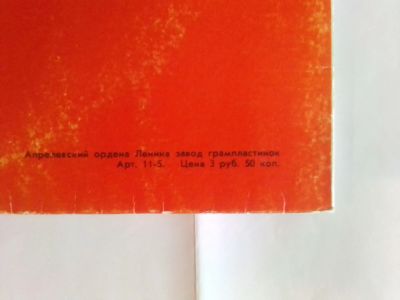 Апрелевский ордена Ленина завод грампластинок
Арт. 11-5. Цена 3 руб. 50 коп.